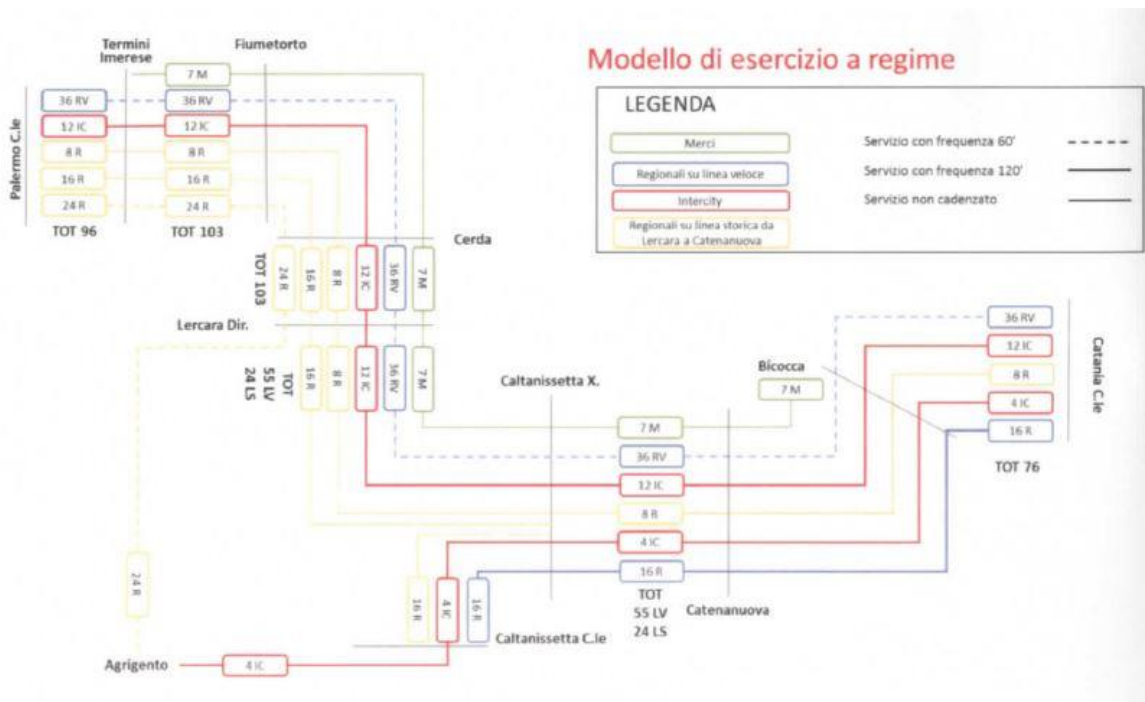 Modello di esercizio a regime
LEGENDA
Merci
Regionali su linea veloce
Intercity
Regionali su linea storica da
Lercara a Catenanuova
Servizio con frequenza 60'
Servizio con frequenza 120'
Servizio non cadenzato
Termini
Imerese
Fiumetorto
7 M
Palermo C.le
36 RV
36 RV
12 IC
12 IC
8 R
8 R
16 R
16 R
24 R
24 R
TOT 96
TOT 103
Cerda
TOT 103
24 R
16 R
8 R
12 IC
36 RV
7 M
Lercara Dir.
TOT
55 LV
24 LS
16 R
8 R
12 IC
36 RV
7 M
Caltanissetta X.
Bicocca
7 M
7 M
36 RV
12 IC
8 R
4 IC
16 R
TOT
55 LV
24 LS
Catenanuova
36 RV
12 IC
8 R
4 IC
16 R
TOT 76
Catania C.le
24 R
16 R
4 IC
16 R
Caltanissetta C.le
Agrigento
4 IC